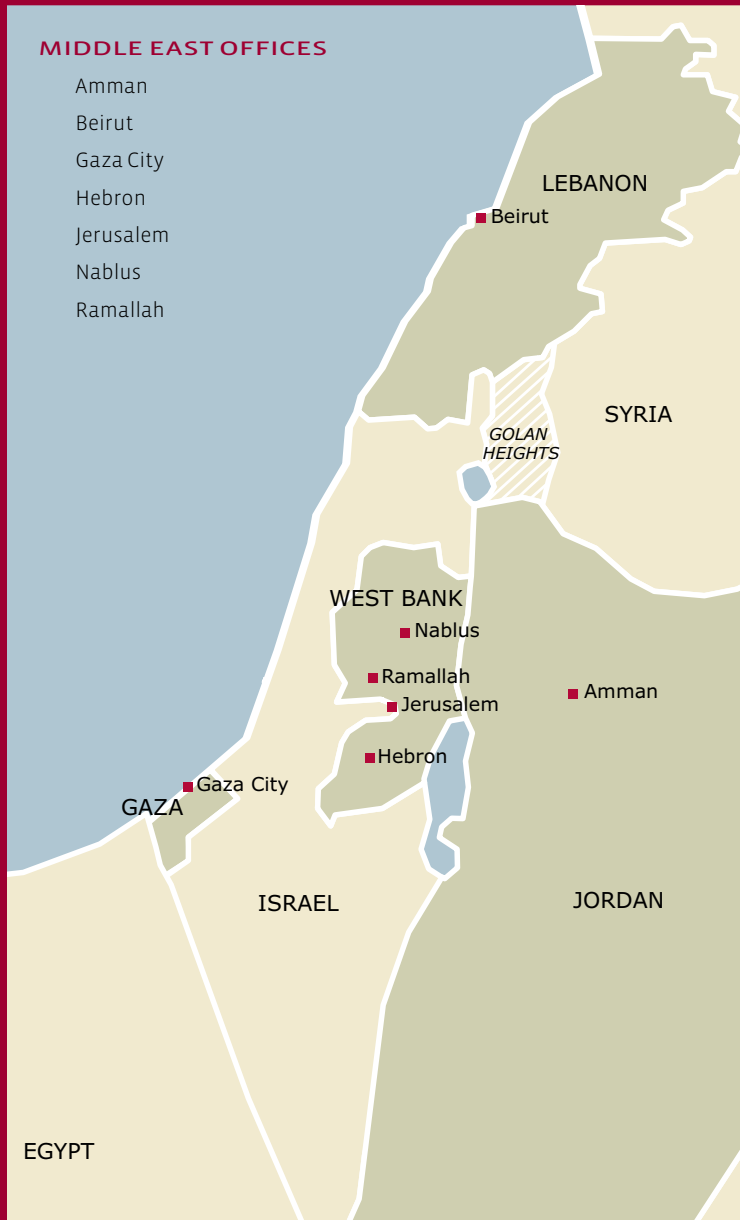 MIDDLE EAST OFFICES
Amman
Beirut
Gaza City
Hebron
Jerusalem
Nablus
Ramallah
LEBANON
Beirut
SYRIA
GOLAN
HEIGHTS
WEST BANK
Nablus
Ramallah
Amman
Jerusalem
Hebron
Gaza City
GAZA
ISRAEL
JORDAN
EGYPT